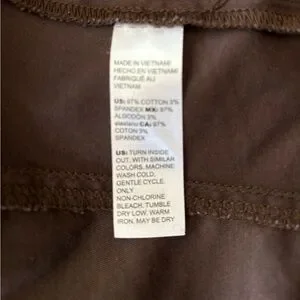 MADE IN VIETNAM/
HECHO EN VIETNAM/
FABRIQUÉ AU
VIETNAM
US: 97% COTTON 3%
SPANDEX MX: 97%
ALGODÓN 3%
elastano CA: 97%
COTON 3%
SPANDEX
US: TURN INSIDE
OUT, WITH SIMILAR
COLORS, MACHINE
WASH COLD,
GENTLE CYCLE,
ONLY
NON-CHLORINE
BLEACH, TUMBLE
DRY LOW, WARM
IRON, MAY BE DRY